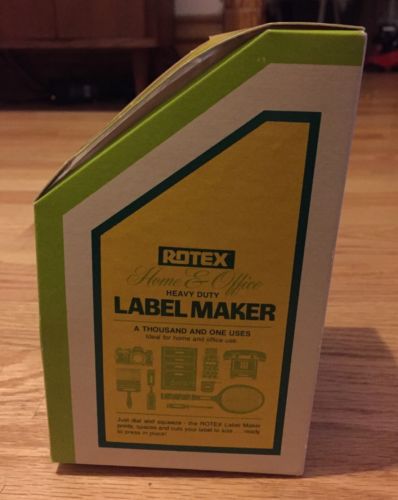 ROTEX
Home & Office
HEAVY DUTY
LABEL MAKER
A THOUSAND AND ONE USES
Ideal for home and office use
Just dial and squeeze - the ROTEX Label Maker
prints, spaces and cuts your label to size .... ready
to press in place!